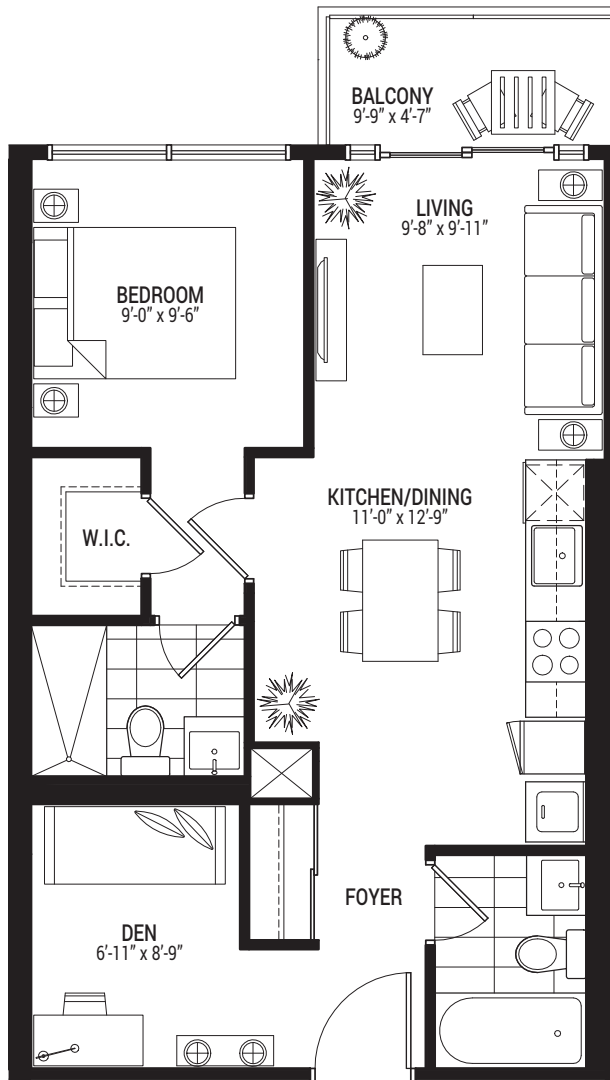 BALCONY
9'-9" x 4'-7"
LIVING
9'-8" x 9'-11"
BEDROOM
9'-0" x 9'-6"
KITCHEN/DINING
11'-0" x 12'-9"
W.I.C.
FOYER
DEN
6'-11" x 8'-9"